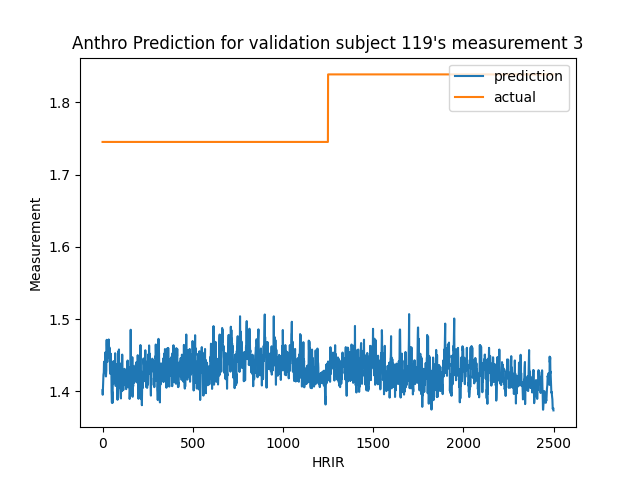 Anthro Prediction for validation subject 119's measurement 3
prediction
actual
1.8
1.7
1.6
1.5
1.4
Measurement
0
500
1000
1500
2000
2500
HRIR